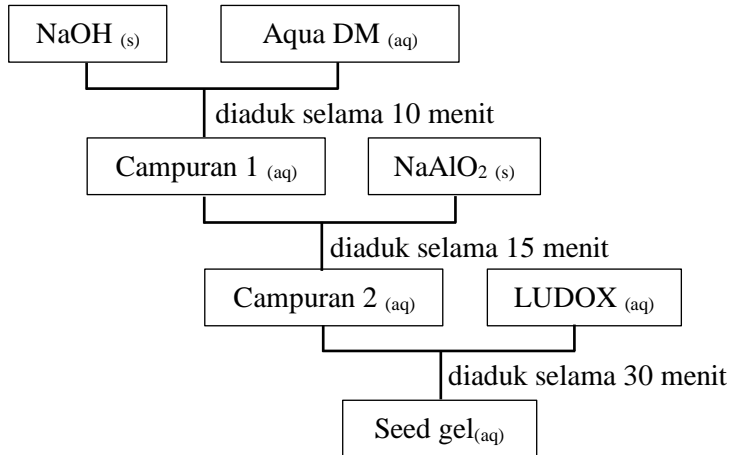 NaOH (s)
Aqua DM (aq)
diaduk selama 10 menit
Campuran 1 (aq)
NaAlO₂ (s)
diaduk selama 15 menit
Campuran 2 (aq)
LUDOX (aq)
diaduk selama 30 menit
Seed gel(aq)